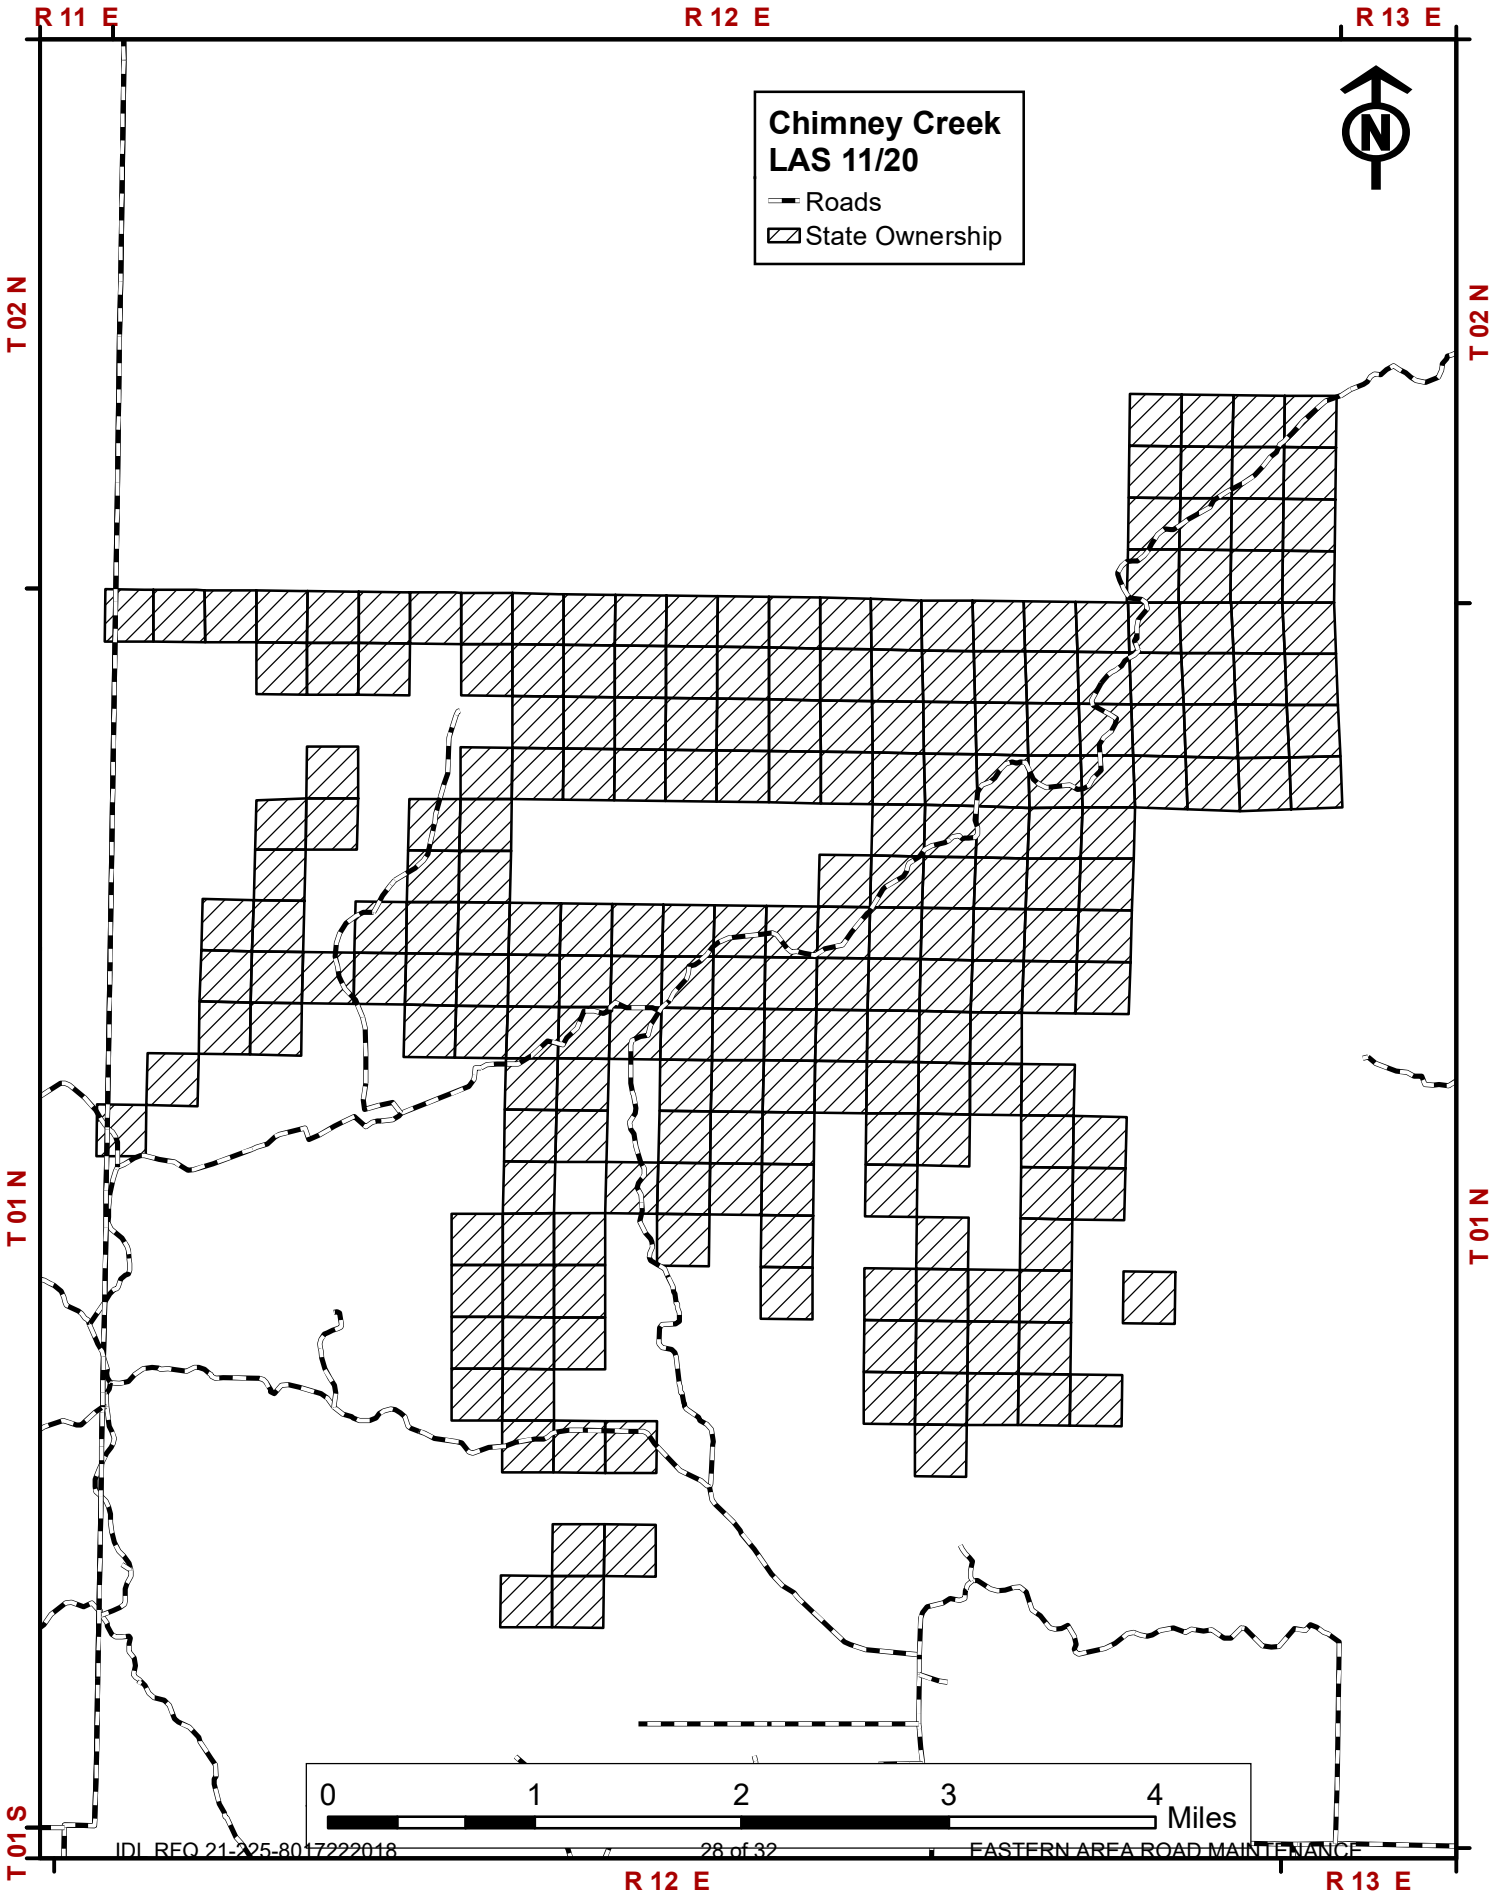 R 11 E R 12 E R 13 E
Chimney Creek
LAS 11/20
Roads
State Ownership
N
T 02 N
T 02 N
T 01 N
T 01 N
T 01 S
0 1 2 3 4
Miles
IDL RFQ 21-225-8017222018 28 of 32 EASTERN AREA ROAD MAINTENANCE
R 12 E R 13 E